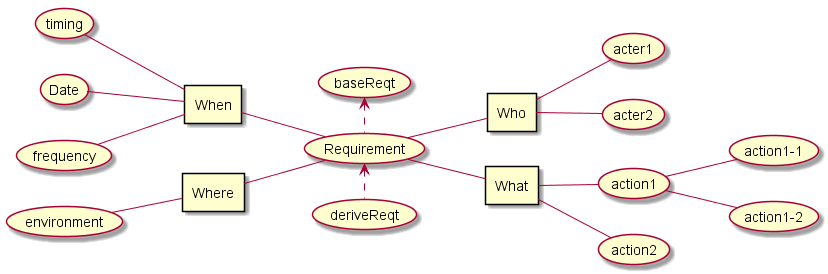 timing
Date
frequency
environment
When
Where
baseReqt
Requirement
deriveReqt
Who
What
acter1
acter2
action1
action2
action1-1
action1-2